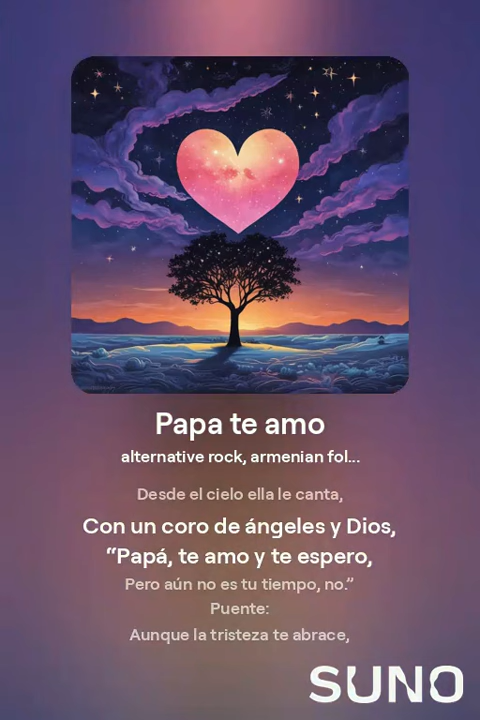 Papa te amo
alternative rock, armenian fol...
Desde el cielo ella le canta,
Con un coro de ángeles y Dios,
“Papá, te amo y te espero,
Pero aún no es tu tiempo, no.”
Puente:
Aunque la tristeza te abrace,
SUNO